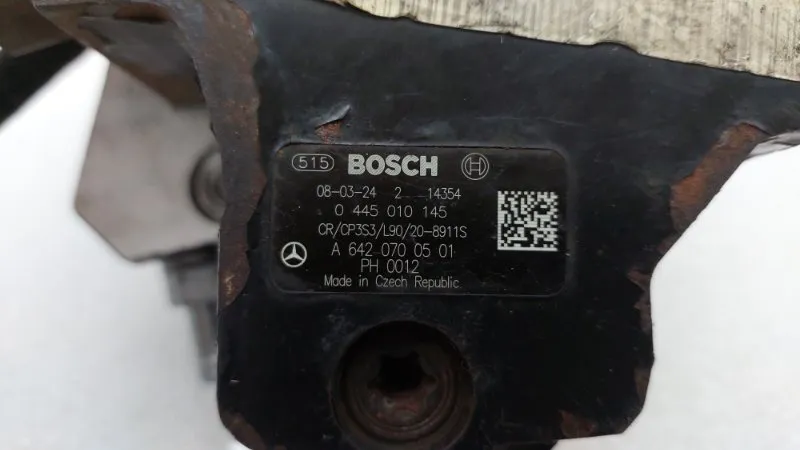 515 BOSCH
08-03-24 2 14354
0 445 010 145
CR/CP3S3/L90/20-8911S
A 642 070 05 01
PH 0012
Made in Czech Republic